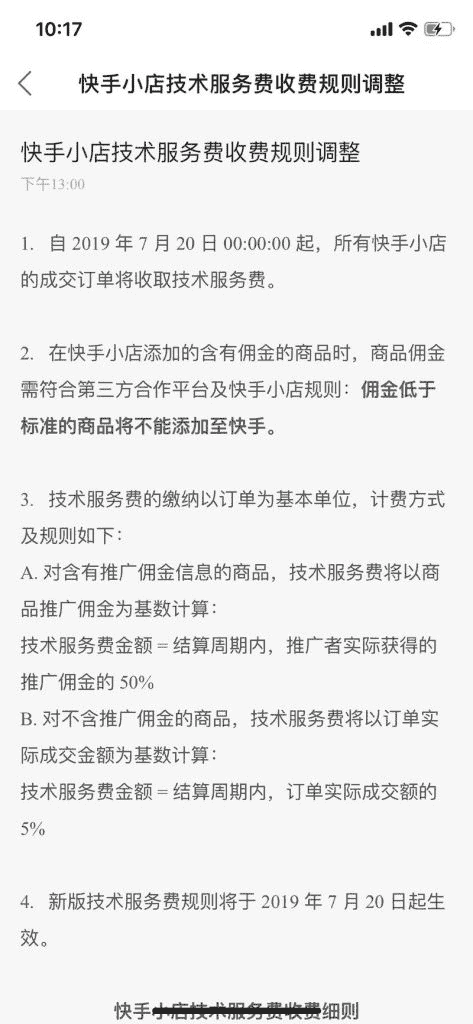 10:17
快手小店技术服务费收费规则调整
快手小店技术服务费收费规则调整
下午13:00
1. 自 2019 年 7 月 20 日 00:00:00 起，所有快手小店
的成交订单将收取技术服务费。
2. 在快手小店添加的含有佣金的商品时，商品佣金
需符合第三方合作平台及快手小店规则：佣金低于
标准的商品将不能添加至快手。
3. 技术服务费的缴纳以订单为基本单位，计费方式
及规则如下：
A. 对含有推广佣金信息的商品，技术服务费将以商
品推广佣金为基数计算：
技术服务费金额 = 结算周期内，推广者实际获得的
推广佣金的 50%
B. 对不含推广佣金的商品，技术服务费将以订单实
际成交金额为基数计算：
技术服务费金额 = 结算周期内，订单实际成交额的
5%
4. 新版技术服务费规则将于 2019 年 7 月 20 日起生
效。
快手小店技术服务费收费细则